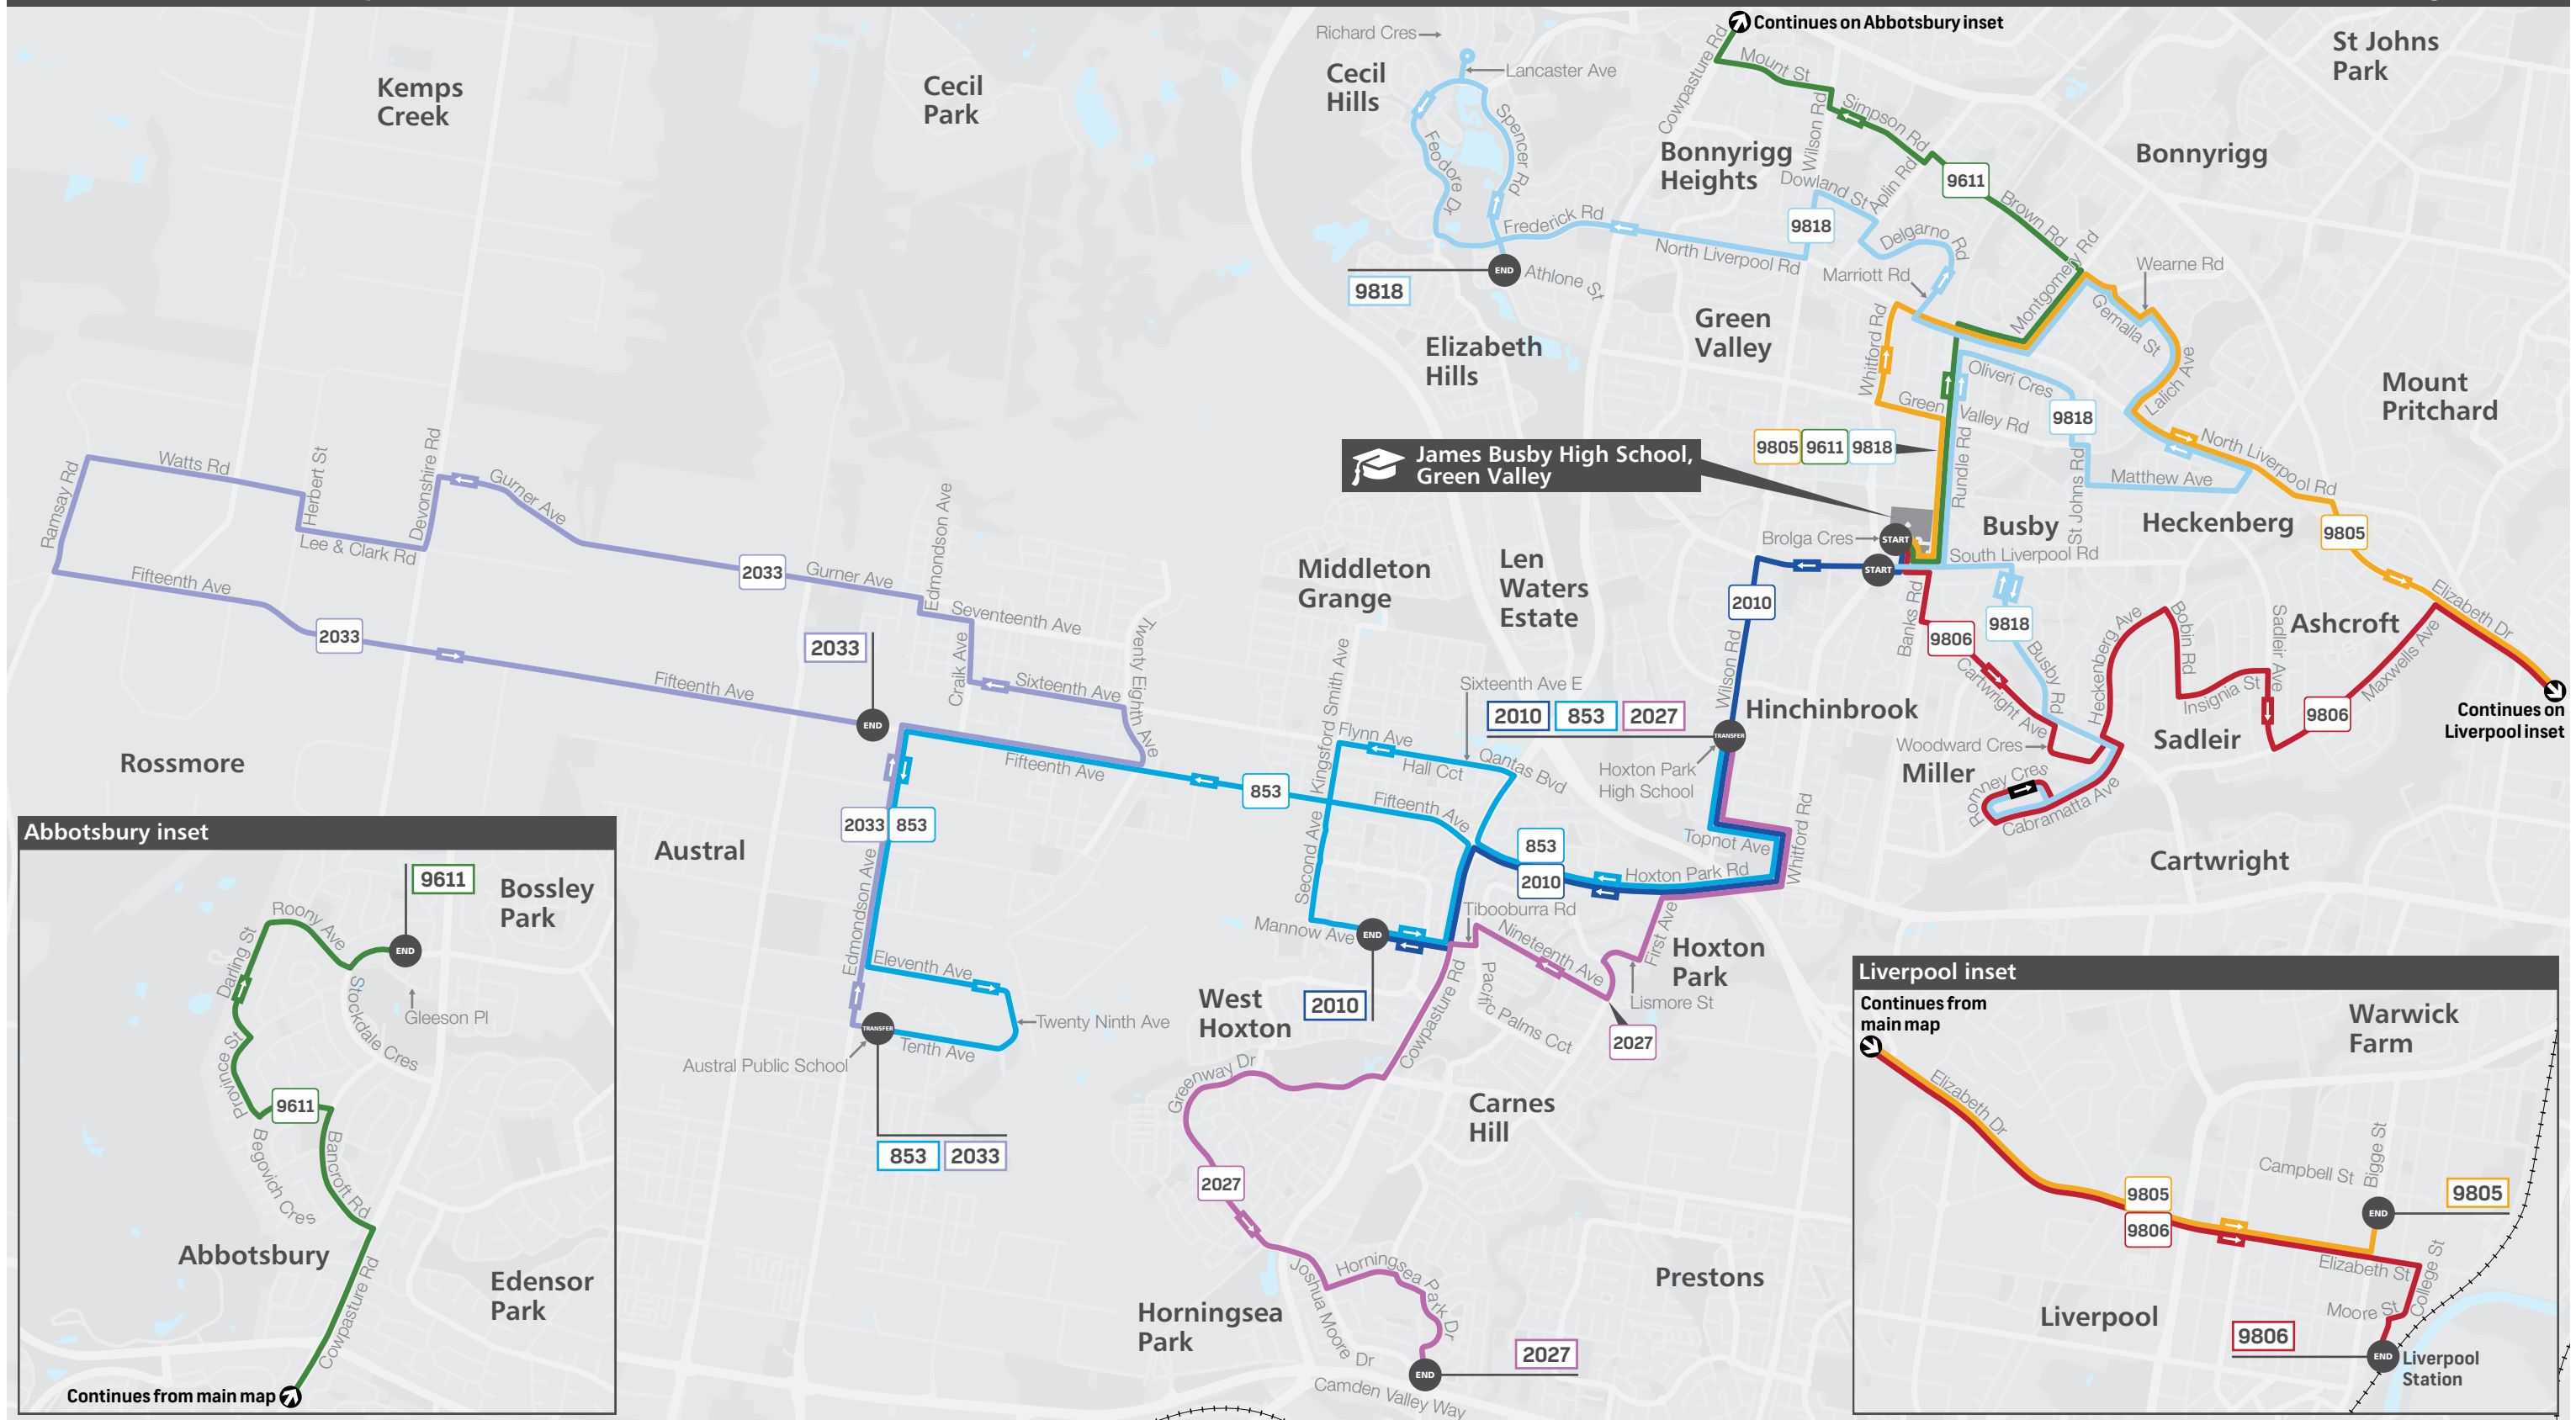 Continues on Abbotsbury inset
Richard Cres
Lancaster Ave
Cecil
Hills
Kemps
Creek
Cecil
Park
St Johns
Park
Cowpasture Rd
Mount St
Simpson Rd
Wilson Rd
Bonnyrigg
Heights
Bonnyrigg
Spencer Rd
Feodore Dr
Dowland St
Aplin Rd
9611
Brown Rd
9818
Frederick Rd
North Liverpool Rd
Delgarno Rd
Marriott Rd
Montgomery Rd
Wearne Rd
END
Athlone St
9818
Gemalla St
Green
Valley
Elizabeth
Hills
Whitford Rd
Oliveri Cres
Lalich Ave
Mount
Pritchard
Green Valley Rd
9818
9805
9611
9818
Rundle Rd
North Liverpool Rd
James Busby High School,
Green Valley
St Johns Rd
Matthew Ave
Busby
Heckenberg
9805
Brolga Cres
START
START
South Liverpool Rd
Ramsay Rd
Watts Rd
Herbert St
Devonshire Rd
Gurner Ave
Lee & Clark Rd
Fifteenth Ave
2033
Gurner Ave
Edmondson Ave
Seventeenth Ave
2033
2033
Craik Ave
Sixteenth Ave
Twenty Eighth Ave
Fifteenth Ave
END
Middleton
Grange
Len
Waters
Estate
2010
Wilson Rd
Banks Rd
9806
9818
Busby Rd
Cartwright Ave
Heckenberg Ave
Bobin Rd
Sadleir Ave
Insignia St
Ashcroft
Maxwells Ave
Elizabeth Dr
9806
Continues on
Liverpool inset
Sixteenth Ave E
2010
853
2027
TRANSFER
Hinchinbrook
Hoxton Park
High School
Woodward Cres
Miller
Sadleir
Romney Cres
Cabramatta Ave
Cartwright
Kingsford Smith Ave
Flynn Ave
Hall Cct
Qantas Bvd
Fifteenth Ave
853
Fifteenth Ave
Second Ave
853
2010
Topnot Ave
Whitford Rd
Hoxton Park Rd
Rossmore
Austral
2033
853
Edmondson Ave
Eleventh Ave
Twenty Ninth Ave
Tenth Ave
TRANSFER
Austral Public School
853
2033
Mannow Ave
END
2010
West
Hoxton
Tibooburra Rd
Nineteenth Ave
First Ave
Hoxton
Park
Lismore St
2027
Pacific Palms Cct
Cowpasture Rd
Greenway Dr
Carnes
Hill
2027
Joshua Moore Dr
Horningsea Park Dr
Horningsea
Park
Prestons
2027
END
Camden Valley Way
Abbotsbury inset
9611
Bossley
Park
Roony Ave
END
Darling St
Stockdale Cres
Gleeson Pl
Province St
9611
Begovich Cres
Bancroft Rd
Abbotsbury
Edensor
Park
Cowpasture Rd
Continues from main map
Liverpool inset
Continues from
main map
Warwick
Farm
Elizabeth Dr
Campbell St
Bigge St
9805
9806
END
9805
Elizabeth St
College St
Liverpool
Moore St
9806
END
Liverpool
Station